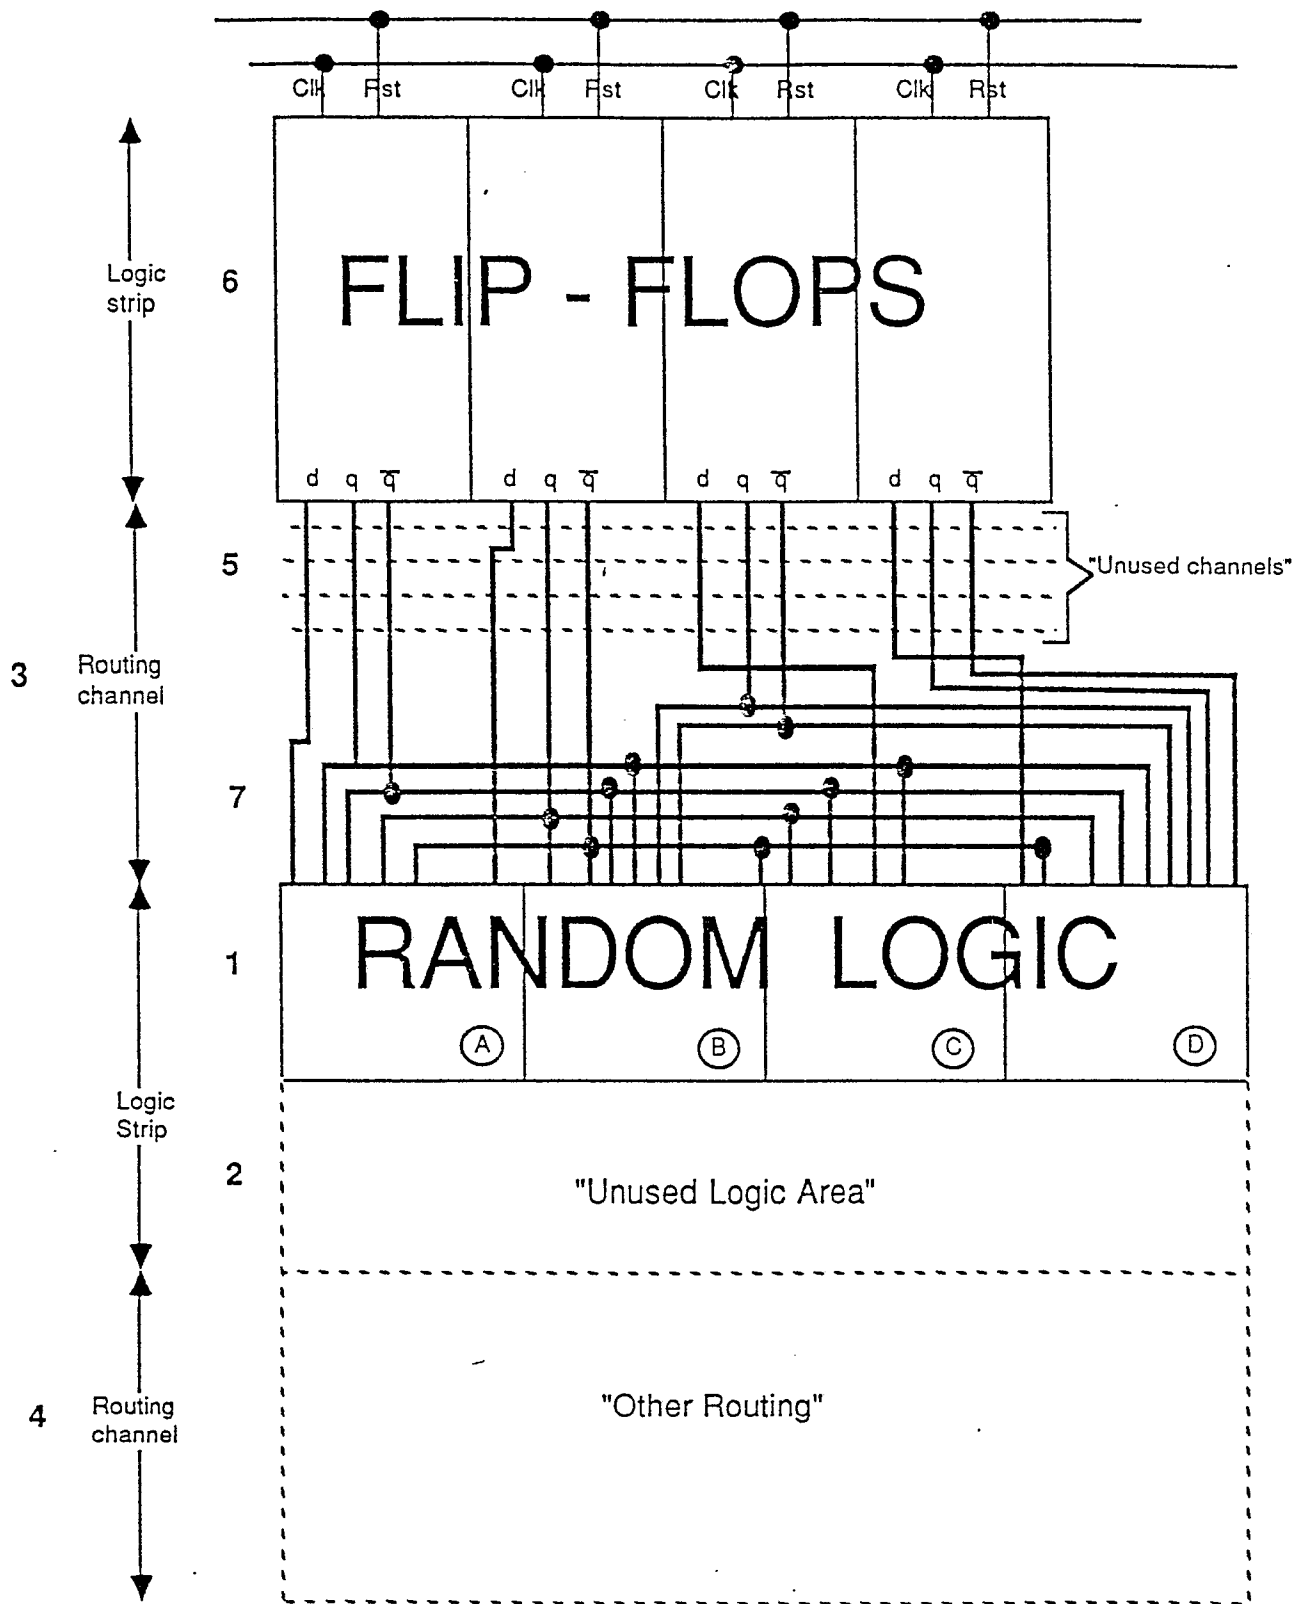 Clk Rst Clk Rst Clk Rst Clk Rst
Logic
strip
6
FLIP - FLOPS
d q q̅ d q q̅ d q q̅ d q q̅
5
"Unused channels"
3
Routing
channel
7
1
RANDOM LOGIC
A B C D
Logic
Strip
2
"Unused Logic Area"
4
Routing
channel
"Other Routing"